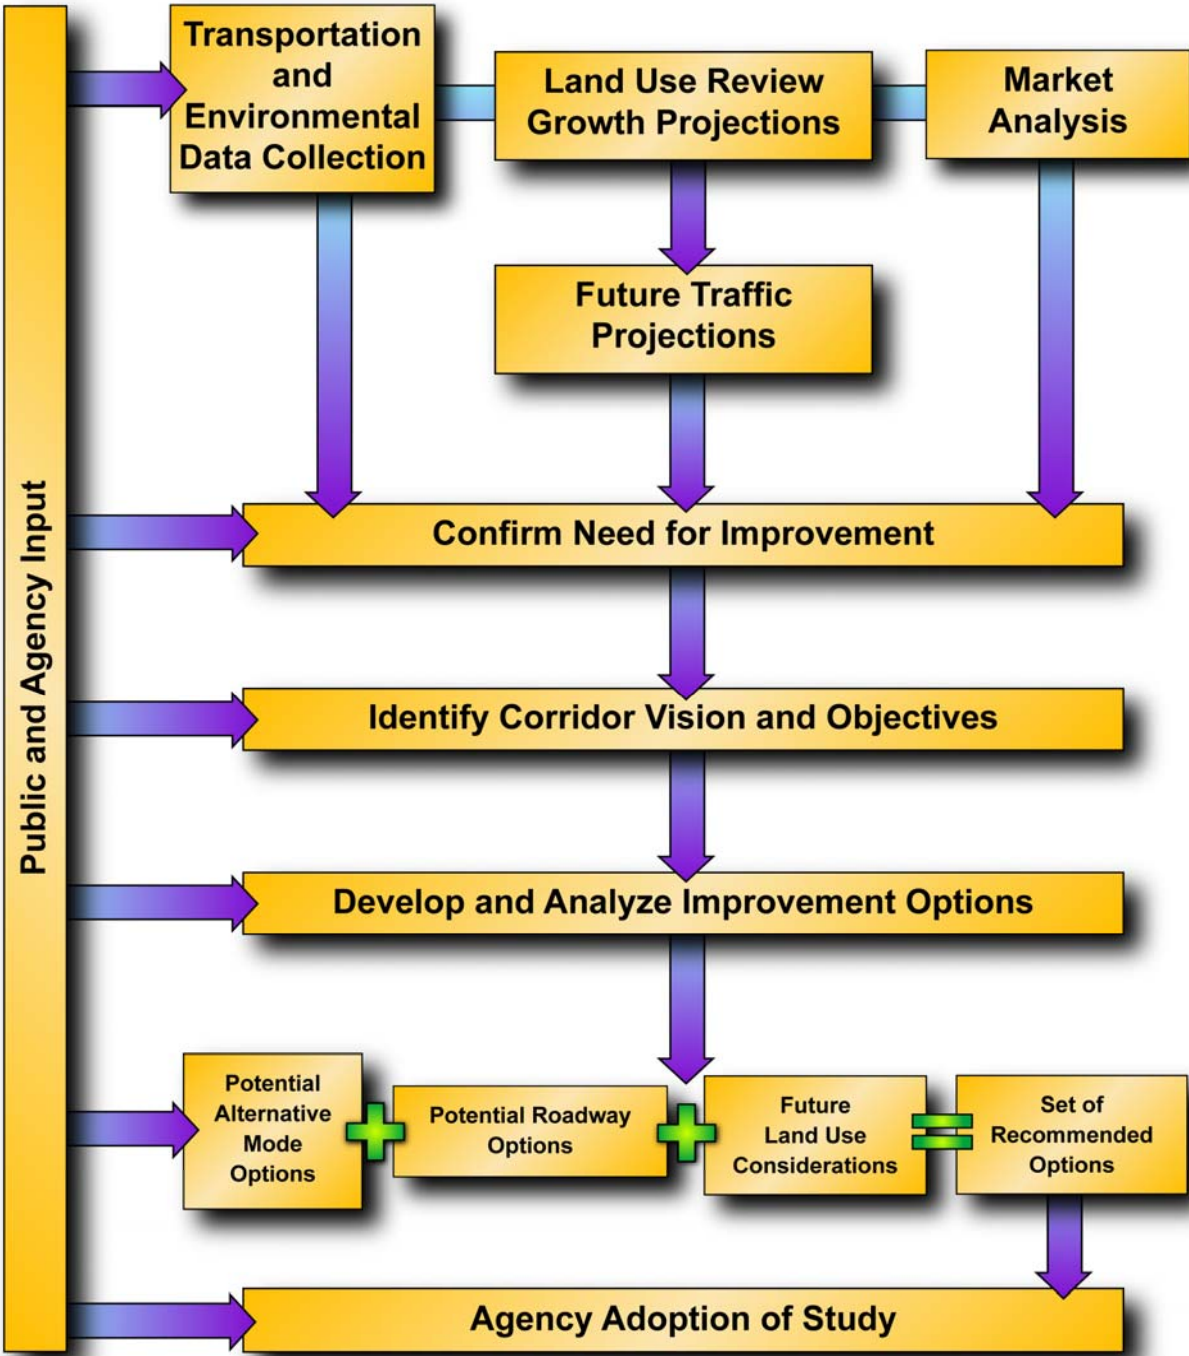 Public and Agency Input
Transportation
and
Environmental
Data Collection
Land Use Review
Growth Projections
Market
Analysis
Future Traffic
Projections
Confirm Need for Improvement
Identify Corridor Vision and Objectives
Develop and Analyze Improvement Options
Potential
Alternative
Mode
Options
Potential Roadway
Options
Future
Land Use
Considerations
Set of
Recommended
Options
Agency Adoption of Study